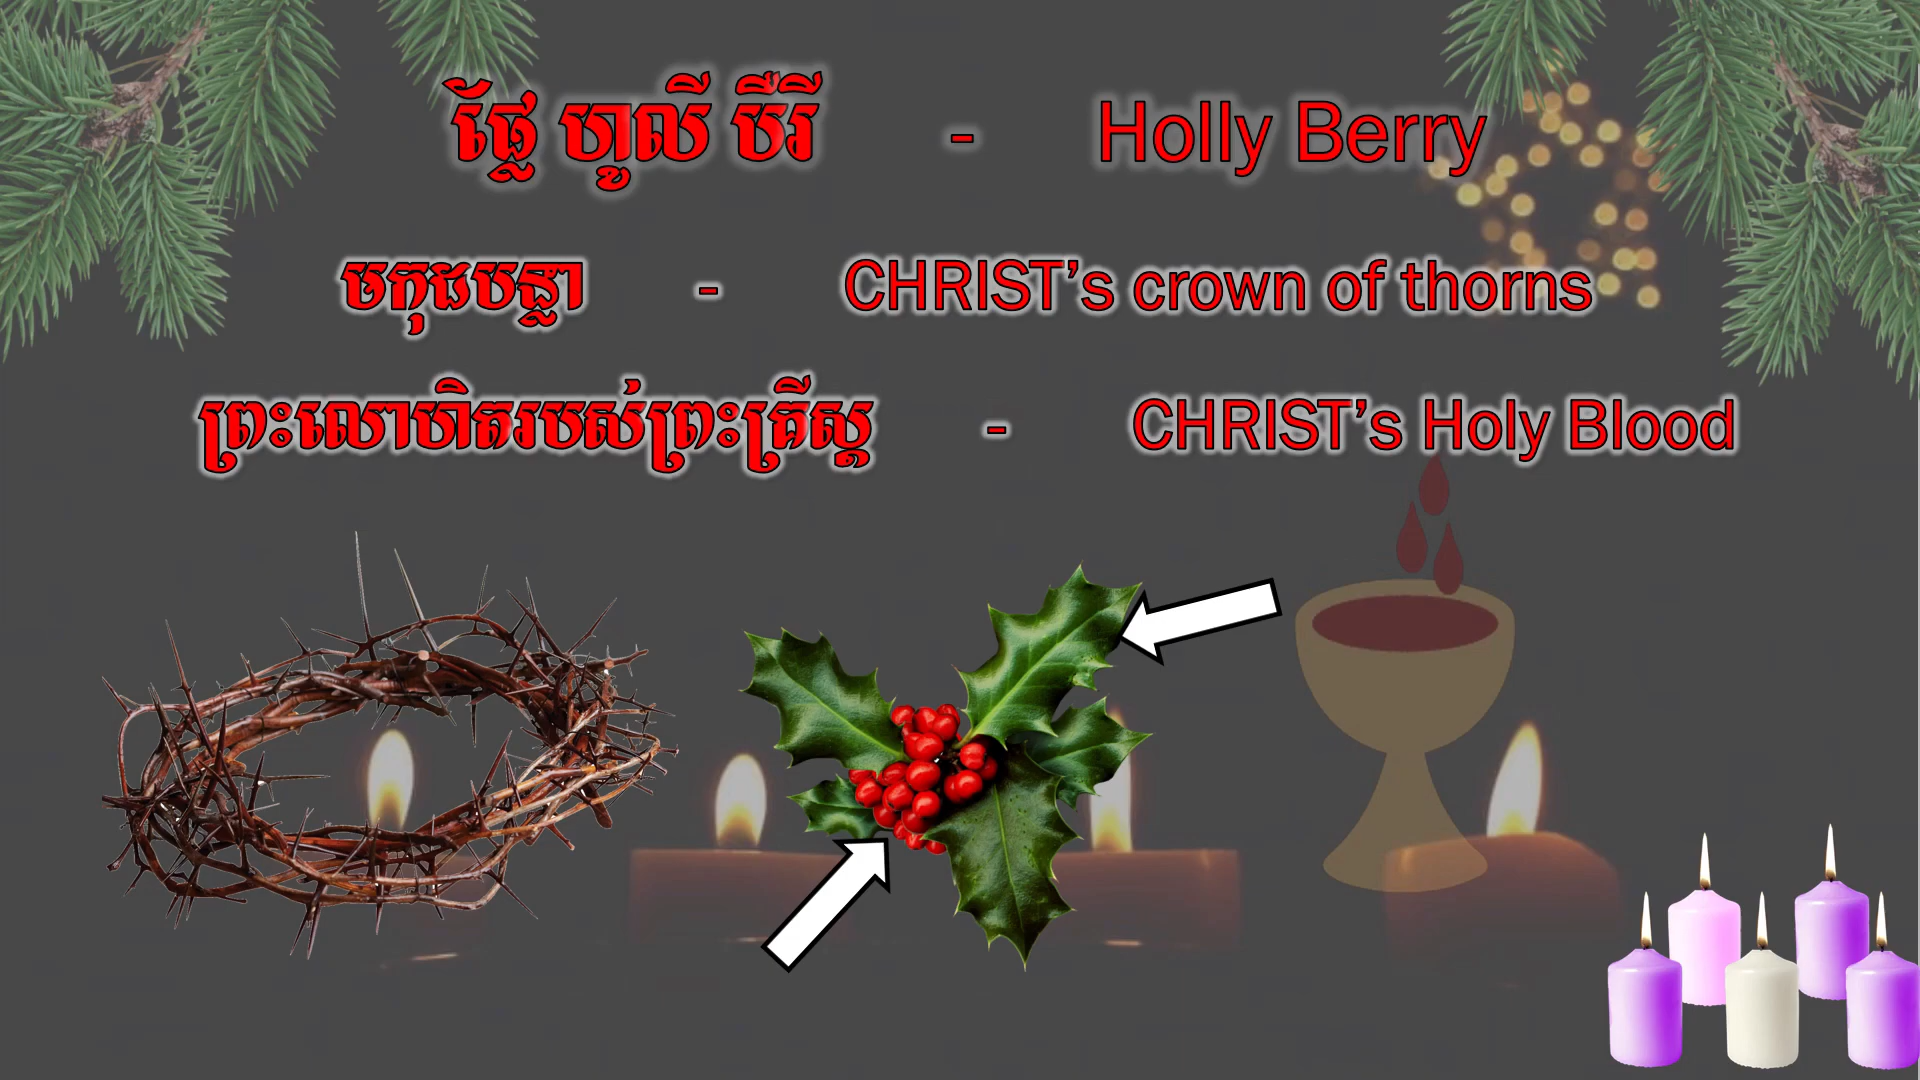 ផ្លែ ហូលី ប៊ឺរី - Holly Berry
មកុដបន្លា - CHRIST’s crown of thorns
ព្រះលោហិតរបស់ព្រះគ្រីស្ត - CHRIST’s Holy Blood